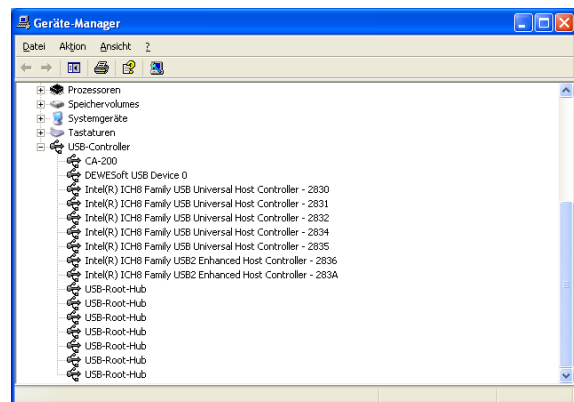 Geräte-Manager
Datei Aktion Ansicht ?
Prozessoren
Speichervolumes
Systemgeräte
Tastaturen
USB-Controller
CA-200
DEWESoft USB Device 0
Intel(R) ICH8 Family USB Universal Host Controller - 2830
Intel(R) ICH8 Family USB Universal Host Controller - 2831
Intel(R) ICH8 Family USB Universal Host Controller - 2832
Intel(R) ICH8 Family USB Universal Host Controller - 2834
Intel(R) ICH8 Family USB Universal Host Controller - 2835
Intel(R) ICH8 Family USB2 Enhanced Host Controller - 2836
Intel(R) ICH8 Family USB2 Enhanced Host Controller - 283A
USB-Root-Hub
USB-Root-Hub
USB-Root-Hub
USB-Root-Hub
USB-Root-Hub
USB-Root-Hub
USB-Root-Hub